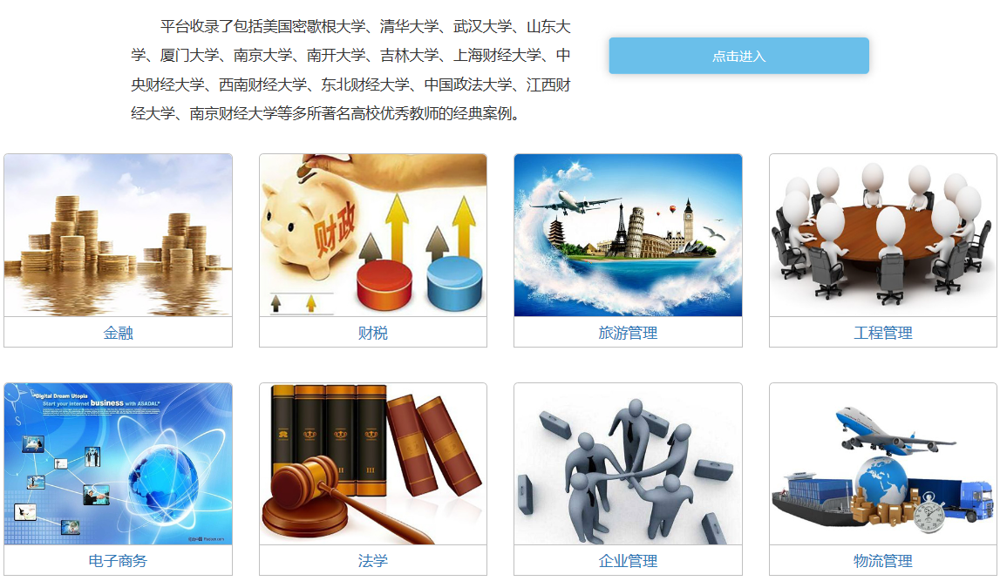 平台收录了包括美国密歇根大学、清华大学、武汉大学、山东大
学、厦门大学、南京大学、南开大学、吉林大学、上海财经大学、中
央财经大学、西南财经大学、东北财经大学、中国政法大学、江西财
经大学、南京财经大学等多所著名高校优秀教师的经典案例。
点击进入
财政
金融
财税
旅游管理
工程管理
"Digital Dream Utopia
Start your internet business with ASADAL"
II
III
电子商务
法学
企业管理
物流管理